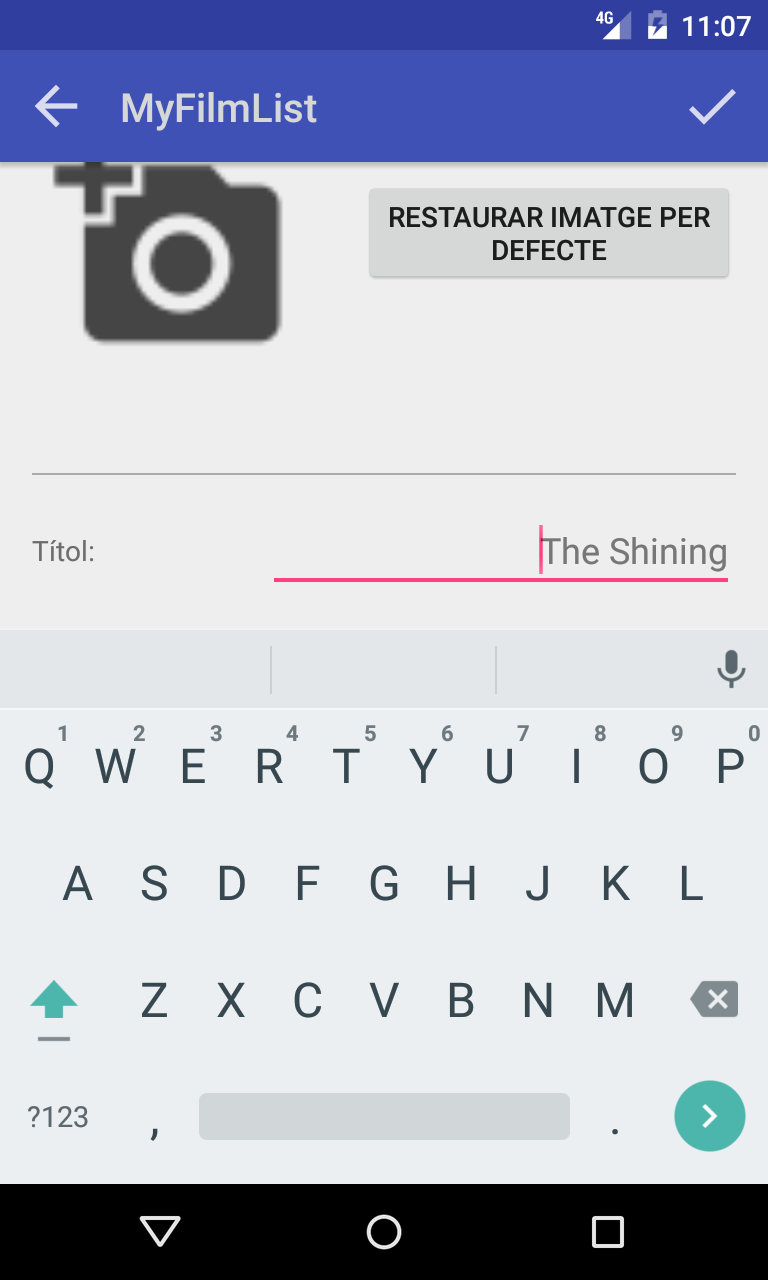 4G 11:07
MyFilmList
RESTAURAR IMATGE PER
DEFECTE
Títol: The Shining
1 2 3 4 5 6 7 8 9 0
Q W E R T Y U I O P
A S D F G H J K L
Z X C V B N M
?123 , .